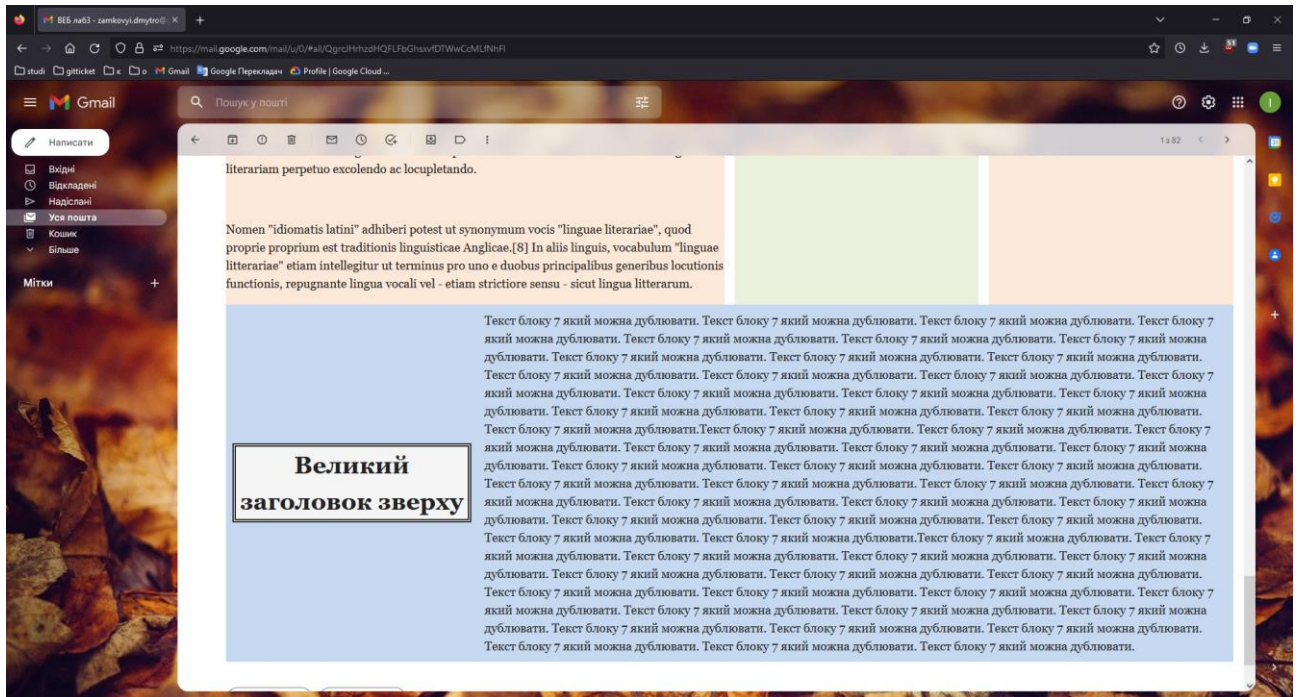 ВЕБ лаб3 - zamkovyi.dmytro@
https://mail.google.com/mail/u/0/#all/QgrcJHrhzdHQFLFbGhsxvfDTWwCcMLfNhFl
51
studi gitticket к о Gmail Google Перекладач Profile | Google Cloud ...
Gmail
Пошук у пошті
Написати
1 з 82
Вхідні
Відкладені
Надіслані
Уся пошта
Кошик
Більше
Мітки
literariam perpetuo excolendo ac locupletando.
Nomen "idiomatis latini" adhiberi potest ut synonymum vocis "linguae literariae", quod
proprie proprium est traditionis linguisticae Anglicae.[8] In aliis linguis, vocabulum "linguae
litterariae" etiam intellegitur ut terminus pro uno e duobus principalibus generibus locutionis
functionis, repugnante lingua vocali vel - etiam strictiore sensu - sicut lingua litterarum.
Великий
заголовок зверху
Текст блоку 7 який можна дублювати. Текст блоку 7 який можна дублювати. Текст блоку 7 який можна дублювати. Текст блоку 7
який можна дублювати. Текст блоку 7 який можна дублювати. Текст блоку 7 який можна дублювати. Текст блоку 7 який можна
дублювати. Текст блоку 7 який можна дублювати. Текст блоку 7 який можна дублювати. Текст блоку 7 який можна дублювати.
Текст блоку 7 який можна дублювати. Текст блоку 7 який можна дублювати. Текст блоку 7 який можна дублювати. Текст блоку 7
який можна дублювати. Текст блоку 7 який можна дублювати. Текст блоку 7 який можна дублювати. Текст блоку 7 який можна
дублювати. Текст блоку 7 який можна дублювати. Текст блоку 7 який можна дублювати. Текст блоку 7 який можна дублювати.
Текст блоку 7 який можна дублювати.Текст блоку 7 який можна дублювати. Текст блоку 7 який можна дублювати. Текст блоку 7
який можна дублювати. Текст блоку 7 який можна дублювати. Текст блоку 7 який можна дублювати. Текст блоку 7 який можна
дублювати. Текст блоку 7 який можна дублювати. Текст блоку 7 який можна дублювати. Текст блоку 7 який можна дублювати.
Текст блоку 7 який можна дублювати. Текст блоку 7 який можна дублювати. Текст блоку 7 який можна дублювати. Текст блоку 7
який можна дублювати. Текст блоку 7 який можна дублювати. Текст блоку 7 який можна дублювати. Текст блоку 7 який можна
дублювати. Текст блоку 7 який можна дублювати. Текст блоку 7 який можна дублювати. Текст блоку 7 який можна дублювати.
Текст блоку 7 який можна дублювати. Текст блоку 7 який можна дублювати.Текст блоку 7 який можна дублювати. Текст блоку 7
який можна дублювати. Текст блоку 7 який можна дублювати. Текст блоку 7 який можна дублювати. Текст блоку 7 який можна
дублювати. Текст блоку 7 який можна дублювати. Текст блоку 7 який можна дублювати. Текст блоку 7 який можна дублювати.
Текст блоку 7 який можна дублювати. Текст блоку 7 який можна дублювати. Текст блоку 7 який можна дублювати. Текст блоку 7
який можна дублювати. Текст блоку 7 який можна дублювати. Текст блоку 7 який можна дублювати. Текст блоку 7 який можна
дублювати. Текст блоку 7 який можна дублювати. Текст блоку 7 який можна дублювати. Текст блоку 7 який можна дублювати.
Текст блоку 7 який можна дублювати. Текст блоку 7 який можна дублювати. Текст блоку 7 який можна дублювати.